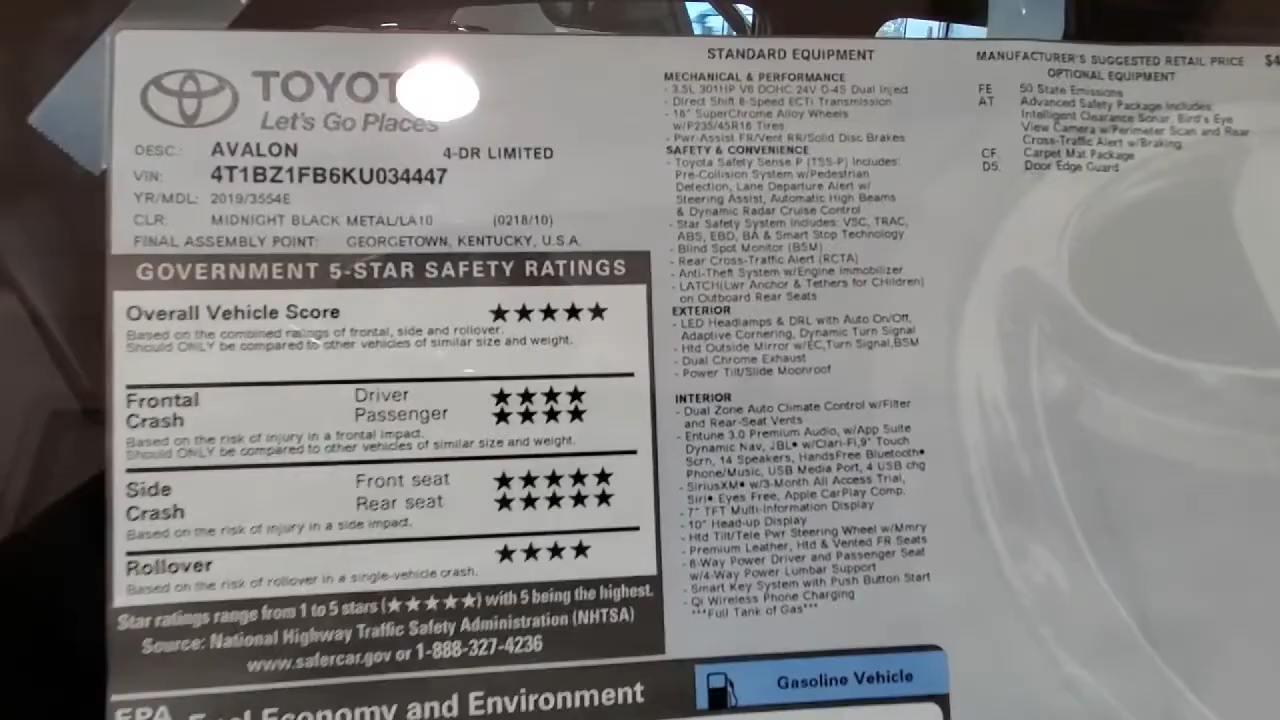 TOYOT
Let's Go Places
DESC.: AVALON 4-DR LIMITED
VIN: 4T1BZ1FB6KU034447
YR/MDL: 2019/3554E
CLR: MIDNIGHT BLACK METAL/LA10 (0218/10)
FINAL ASSEMBLY POINT: GEORGETOWN, KENTUCKY, U.S.A.
GOVERNMENT 5-STAR SAFETY RATINGS
Overall Vehicle Score ★★★★★
Based on the combined ratings of frontal, side and rollover.
Should ONLY be compared to other vehicles of similar size and weight.
Frontal Driver ★★★★
Crash Passenger ★★★★
Based on the risk of injury in a frontal impact.
Should ONLY be compared to other vehicles of similar size and weight.
Side Front seat ★★★★★
Crash Rear seat ★★★★★
Based on the risk of injury in a side impact.
Rollover ★★★★
Based on the risk of rollover in a single-vehicle crash.
Star ratings range from 1 to 5 stars (★★★★★) with 5 being the highest.
Source: National Highway Traffic Safety Administration (NHTSA)
www.safercar.gov or 1-888-327-4236
EPA Fuel Economy and Environment
Gasoline Vehicle
STANDARD EQUIPMENT
MECHANICAL & PERFORMANCE
- 3.5L 301HP V6 DOHC 24V D-4S Dual Injed
- Direct Shift 8-Speed ECTi Transmission
- 18" SuperChrome Alloy Wheels
w/P235/45R18 Tires
- Pwr-Assist FR/Vent RR/Solid Disc Brakes
SAFETY & CONVENIENCE
- Toyota Safety Sense P (TSS-P) Includes:
Pre-Collision System w/Pedestrian
Detection, Lane Departure Alert w/
Steering Assist, Automatic High Beams
& Dynamic Radar Cruise Control
- Star Safety System Includes: VSC, TRAC,
ABS, EBD, BA & Smart Stop Technology
- Blind Spot Monitor (BSM)
- Rear Cross-Traffic Alert (RCTA)
- Anti-Theft System w/Engine Immobilizer
- LATCH(Lwr Anchor & Tethers for CHildren)
on Outboard Rear Seats
EXTERIOR
- LED Headlamps & DRL with Auto On/Off,
Adaptive Cornering, Dynamic Turn Signal
- Htd Outside Mirror w/EC,Turn Signal,BSM
- Dual Chrome Exhaust
- Power Tilt/Slide Moonroof
INTERIOR
- Dual Zone Auto Climate Control w/Filter
and Rear-Seat Vents
- Entune 3.0 Premium Audio, w/App Suite
Dynamic Nav, JBL® w/Clari-Fi,9" Touch
Scrn, 14 Speakers, HandsFree Bluetooth®
Phone/Music, USB Media Port, 4 USB chg
- SiriusXM® w/3-Month All Access Trial,
Siri® Eyes Free, Apple CarPlay Comp.
- 7" TFT Multi-Information Display
- 10" Head-up Display
- Htd Tilt/Tele Pwr Steering Wheel w/Mmry
- Premium Leather, Htd & Vented FR Seats
- 8-Way Power Driver and Passenger Seat
w/4-Way Power Lumbar Support
- Smart Key System with Push Button Start
- Qi Wireless Phone Charging
***Full Tank of Gas***
MANUFACTURER'S SUGGESTED RETAIL PRICE $4
OPTIONAL EQUIPMENT
FE 50 State Emissions
AT Advanced Safety Package Includes:
Intelligent Clearance Sonar, Bird's Eye
View Camera w/Perimeter Scan and Rear
Cross-Traffic Alert w/Braking
CF Carpet Mat Package
D5 Door Edge Guard